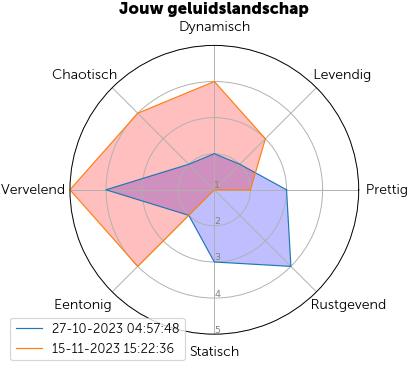 Jouw geluidslandschap
Dynamisch
Chaotisch
Levendig
Vervelend
Prettig
1
2
3
4
5
Eentonig
Rustgevend
Statisch
27-10-2023 04:57:48
15-11-2023 15:22:36